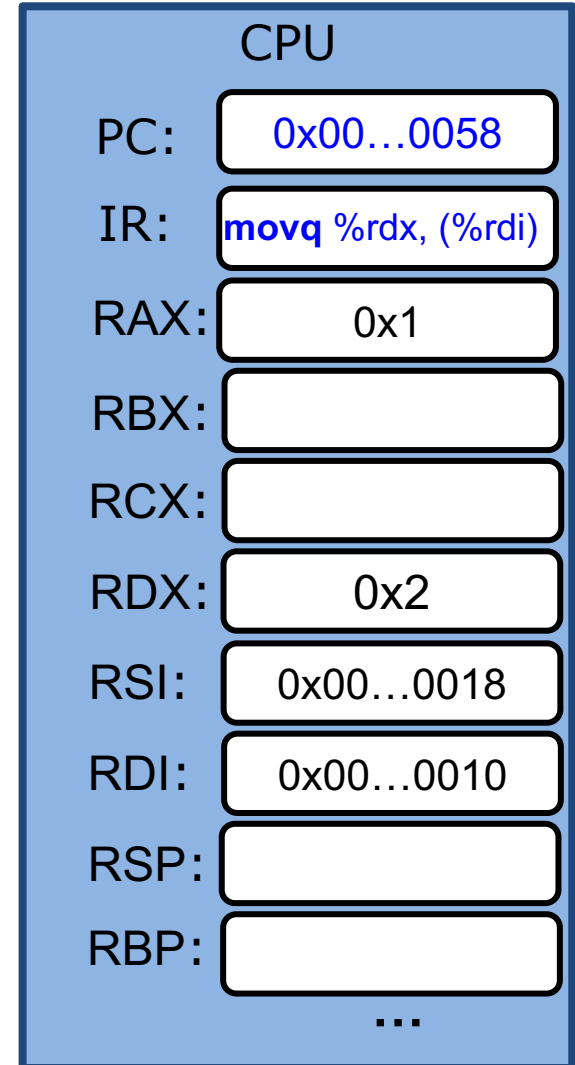 CPU
PC: 0x00...0058
IR: movq %rdx, (%rdi)
RAX: 0x1
RBX:
RCX:
RDX: 0x2
RSI: 0x00...0018
RDI: 0x00...0010
RSP:
RBP:
...